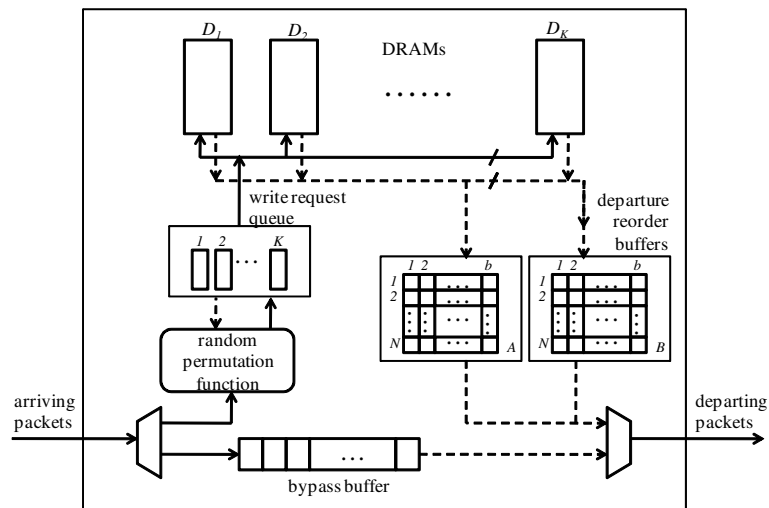 D1 D2 DRAMs DK
......
write request
queue
departure
reorder
buffers
1 2 ... K
1 2 b
1 ...
2 ...
...
N ...
A
1 2 b
1 ...
2 ...
...
N ...
B
random
permutation
function
arriving
packets
departing
packets
...
bypass buffer